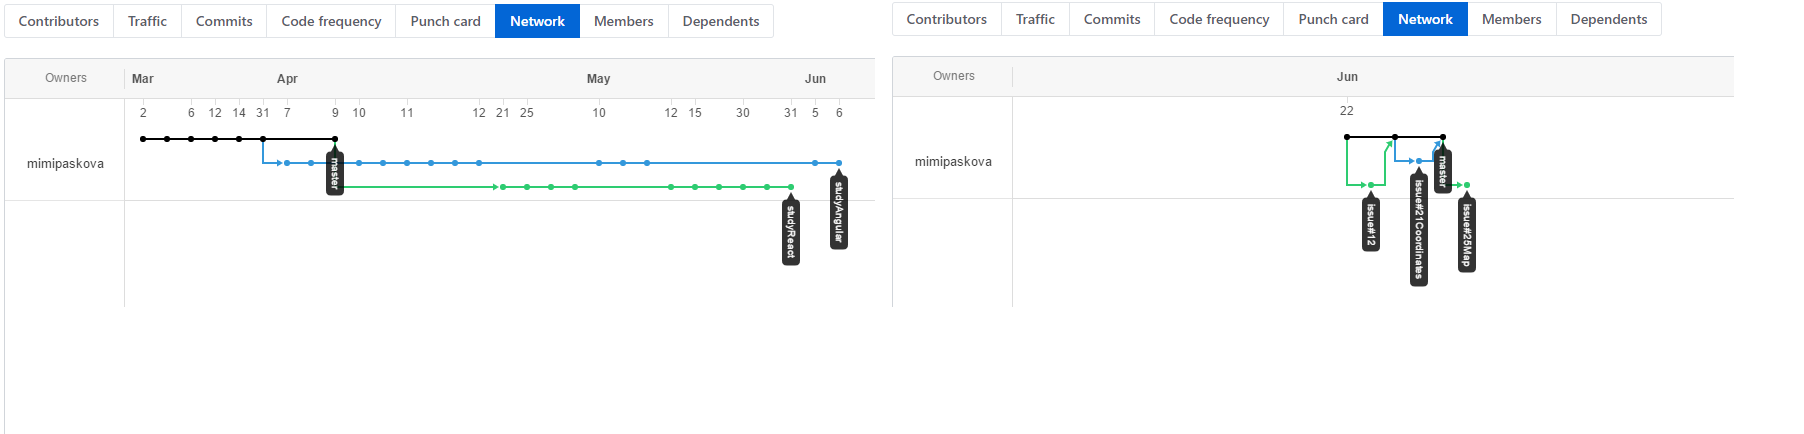 Contributors Traffic Commits Code frequency Punch card Network Members Dependents
Owners Mar Apr May Jun
2 6 12 14 31 7 9 10 11 12 21 25 10 12 15 30 31 5 6
mimipaskova
master
studyReact
studyAngular
Contributors Traffic Commits Code frequency Punch card Network Members Dependents
Owners Jun
22
mimipaskova
issue#12
issue#21Coordinates
master
issue#25Map